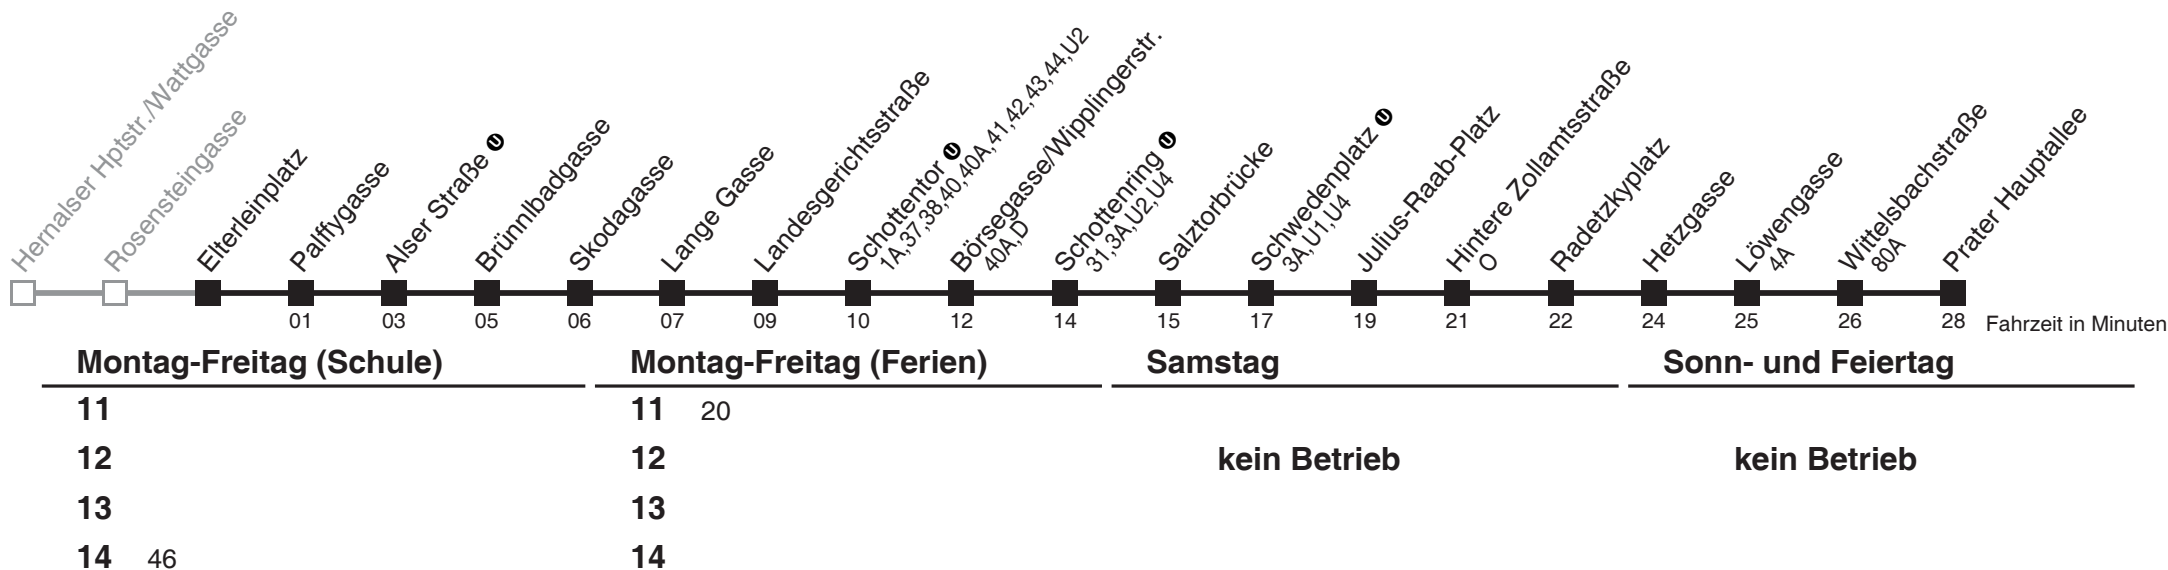 Hernalser Hptstr./Wattgasse
Rosensteingasse
Elterleinplatz
Palffygasse
Alser Straße U
Brünnlbadgasse
Skodagasse
Lange Gasse
Landesgerichtsstraße
Schottentor U
1A,37,38,40,40A,41,42,43,44,U2
Börsegasse/Wipplingerstr.
40A,D
Schottenring U
31,3A,U2,U4
Salztorbrücke
Schwedenplatz U
3A,U1,U4
Julius-Raab-Platz
Hintere Zollamtsstraße
O
Radetzkyplatz
Hetzgasse
Löwengasse
4A
Wittelsbachstraße
80A
Prater Hauptallee
01 03 05 06 07 09 10 12 14 15 17 19 21 22 24 25 26 28 Fahrzeit in Minuten
Montag-Freitag (Schule) Montag-Freitag (Ferien) Samstag Sonn- und Feiertag
11 11 20
12 12 kein Betrieb kein Betrieb
13 13
14 46 14